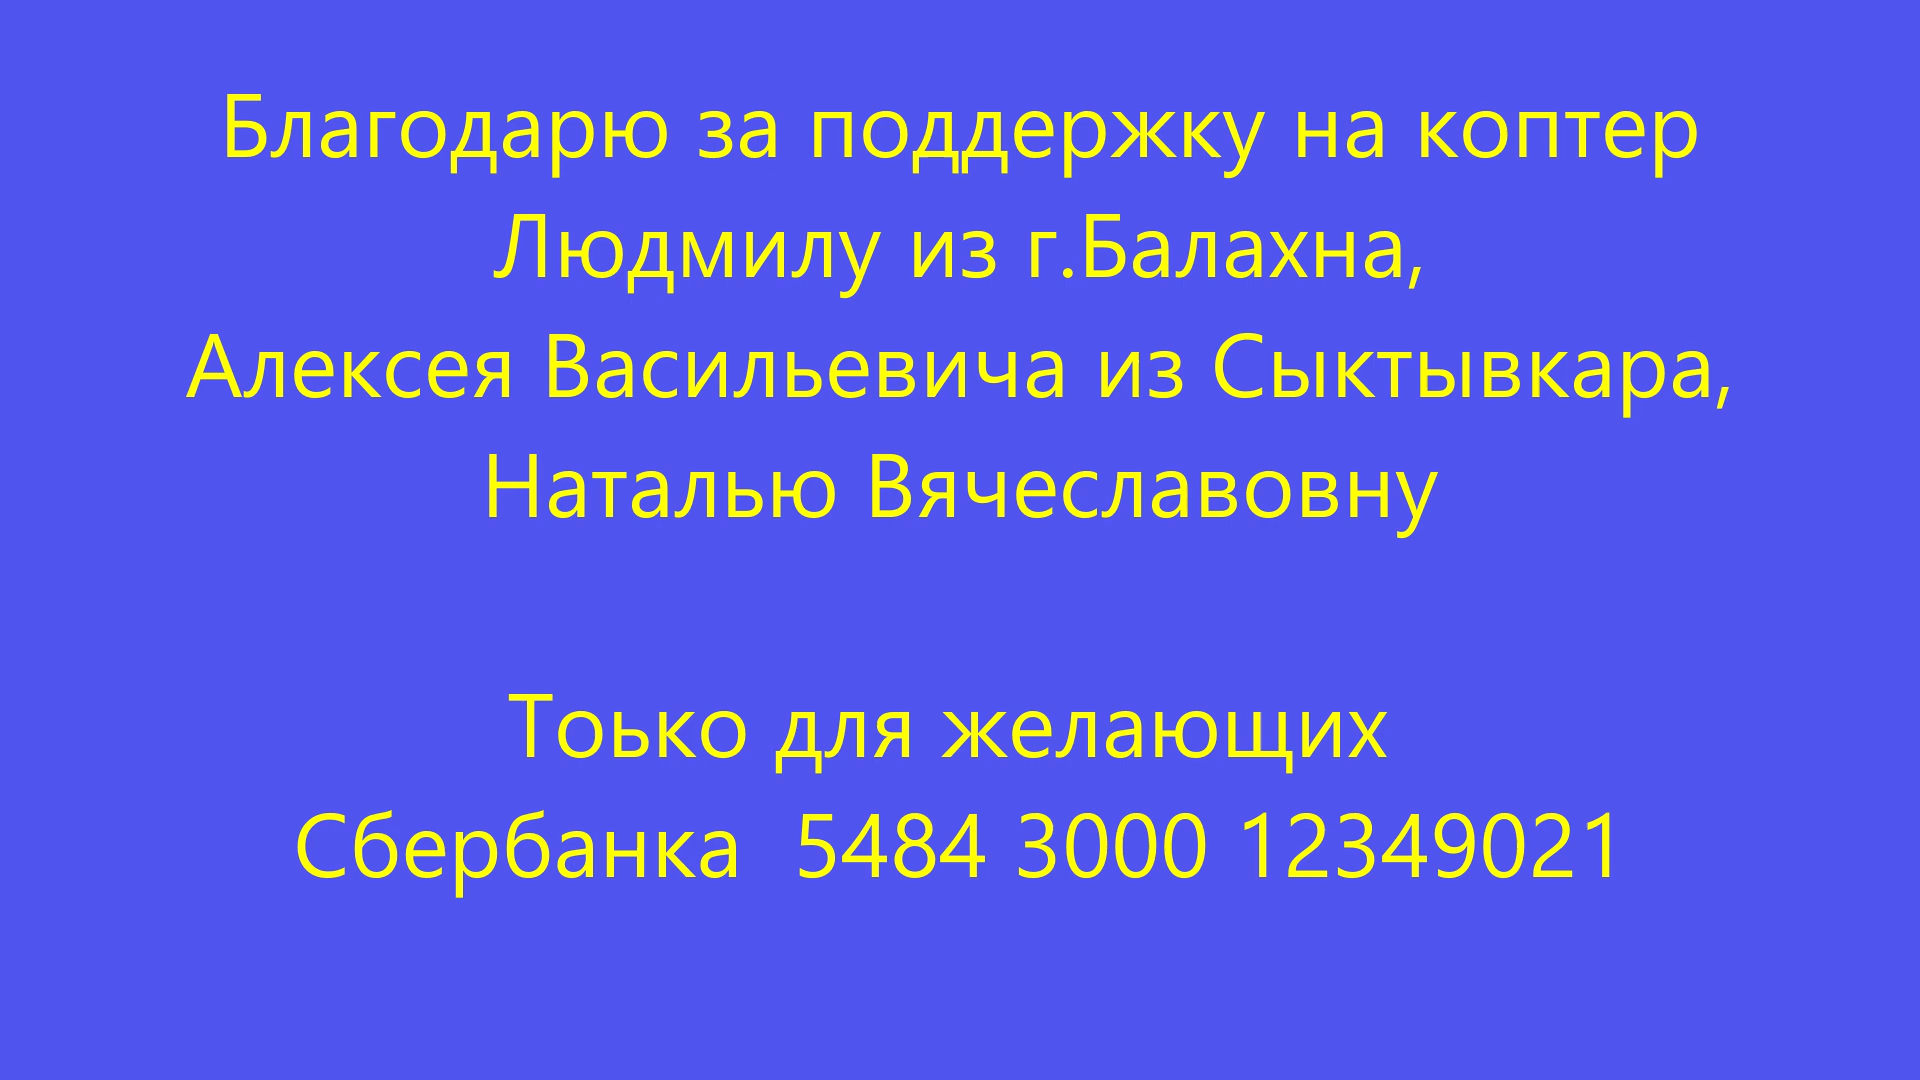 Благодарю за поддержку на коптер
Людмилу из г.Балахна,
Алексея Васильевича из Сыктывкара,
Наталью Вячеславовну
Тоько для желающих
Сбербанка 5484 3000 12349021